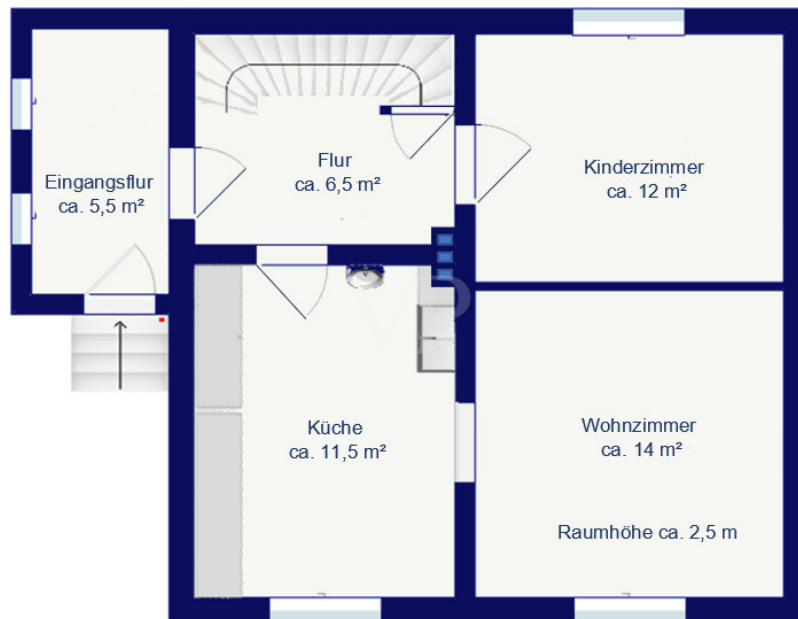 Eingangsflur
ca. 5,5 m²
Flur
ca. 6,5 m²
Kinderzimmer
ca. 12 m²
Küche
ca. 11,5 m²
Wohnzimmer
ca. 14 m²
Raumhöhe ca. 2,5 m